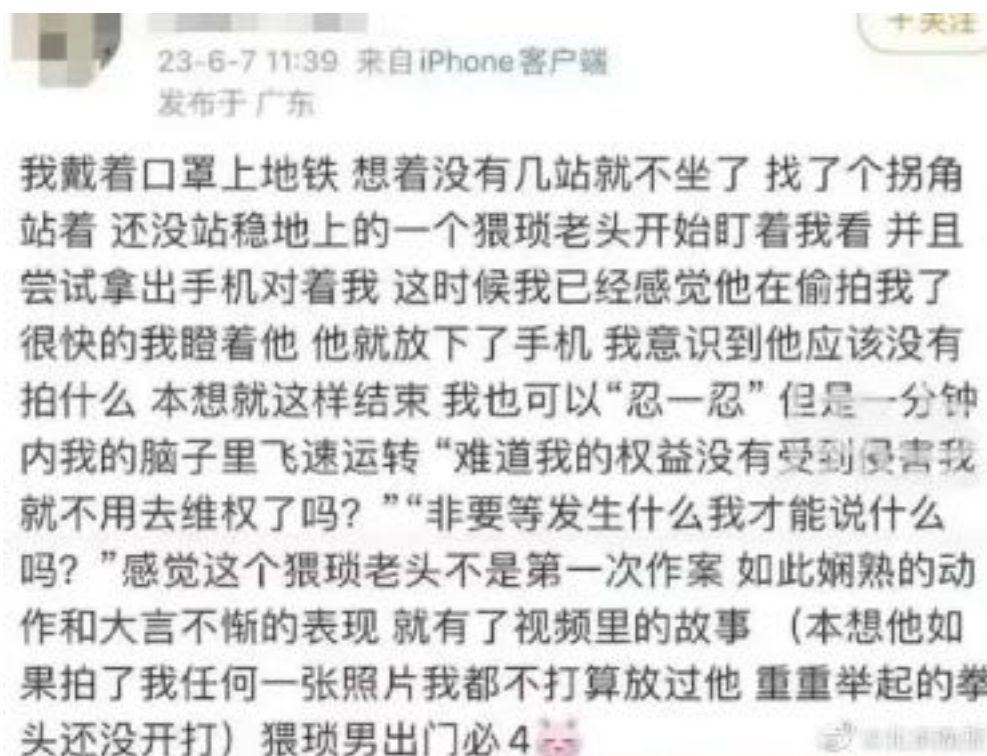 +关注
23-6-7 11:39 来自iPhone客户端
发布于 广东
我戴着口罩上地铁 想着没有几站就不坐了 找了个拐角
站着 还没站稳地上的一个猥琐老头开始盯着我看 并且
尝试拿出手机对着我 这时候我已经感觉他在偷拍我了
很快的我瞪着他 他就放下了手机 我意识到他应该没有
拍什么 本想就这样结束 我也可以“忍一忍” 但是一分钟
内我的脑子里飞速运转 “难道我的权益没有受到侵害我
就不用去维权了吗？”“非要等发生什么我才能说什么
吗？”感觉这个猥琐老头不是第一次作案 如此娴熟的动
作和大言不惭的表现 就有了视频里的故事 （本想他如
果拍了我任何一张照片我都不打算放过他 重重举起的拳
头还没开打）猥琐男出门必4